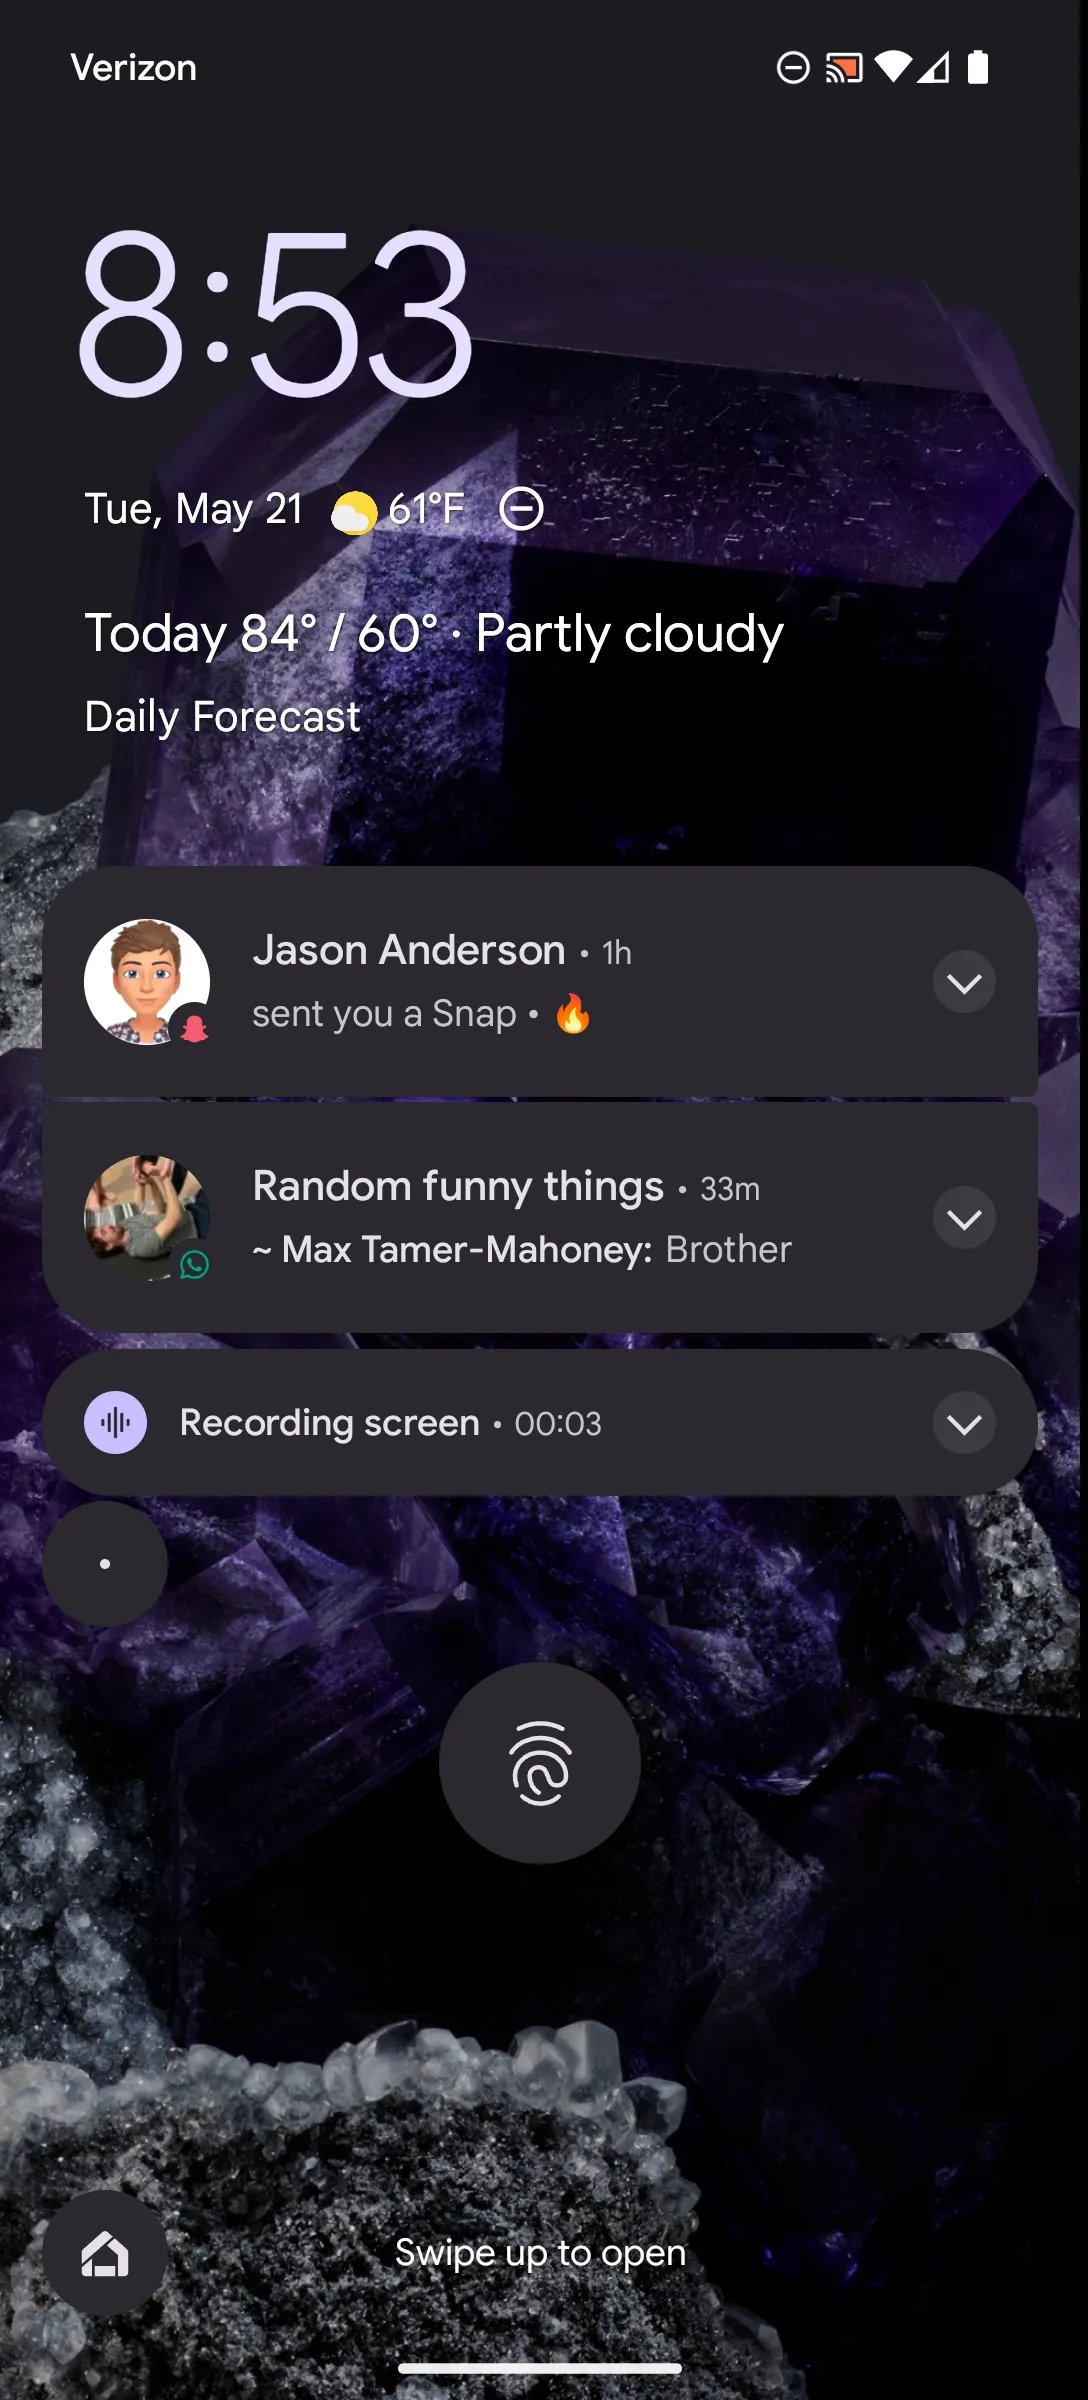 Verizon
8:53
Tue, May 21 61°F
Today 84° / 60° · Partly cloudy
Daily Forecast
Jason Anderson • 1h
sent you a Snap • 🔥
Random funny things • 33m
~ Max Tamer-Mahoney: Brother
Recording screen • 00:03
Swipe up to open